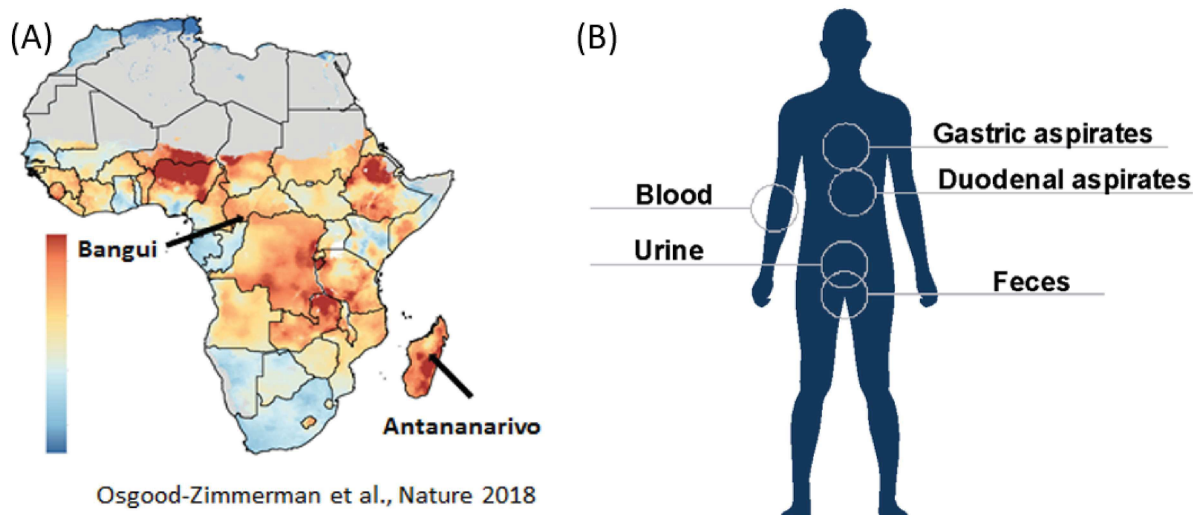 (A)
Bangui
Antananarivo
Osgood-Zimmerman et al., Nature 2018
(B)
Gastric aspirates
Duodenal aspirates
Blood
Urine
Feces